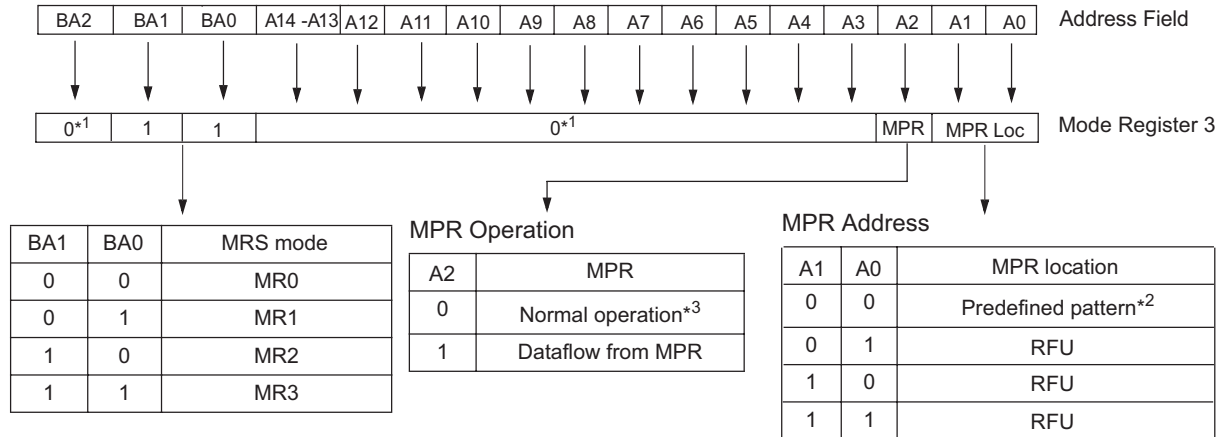 BA2 BA1 BA0 A14 -A13 A12 A11 A10 A9 A8 A7 A6 A5 A4 A3 A2 A1 A0 Address Field
0*1 1 1 0*1 MPR MPR Loc Mode Register 3
BA1 BA0 MRS mode
0 0 MR0
0 1 MR1
1 0 MR2
1 1 MR3
MPR Operation
A2 MPR
0 Normal operation*3
1 Dataflow from MPR
MPR Address
A1 A0 MPR location
0 0 Predefined pattern*2
0 1 RFU
1 0 RFU
1 1 RFU